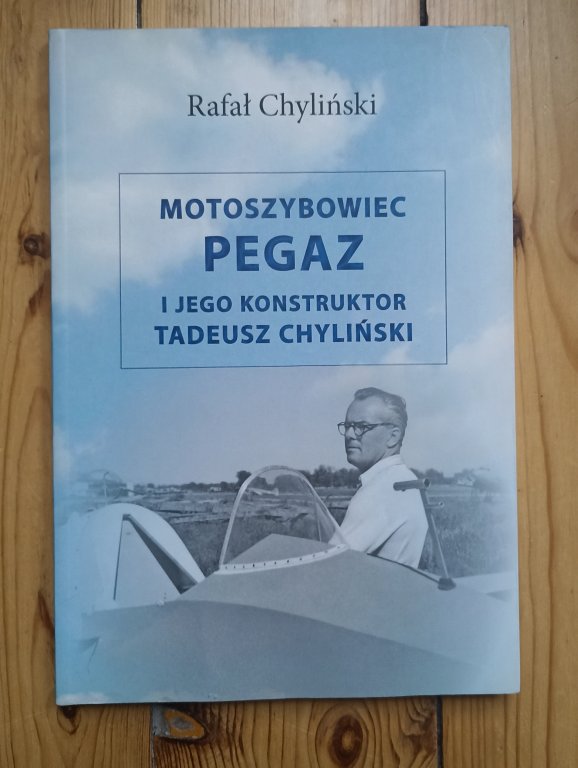 Rafał Chyliński
MOTOSZYBOWIEC
PEGAZ
I JEGO KONSTRUKTOR
TADEUSZ CHYLIŃSKI